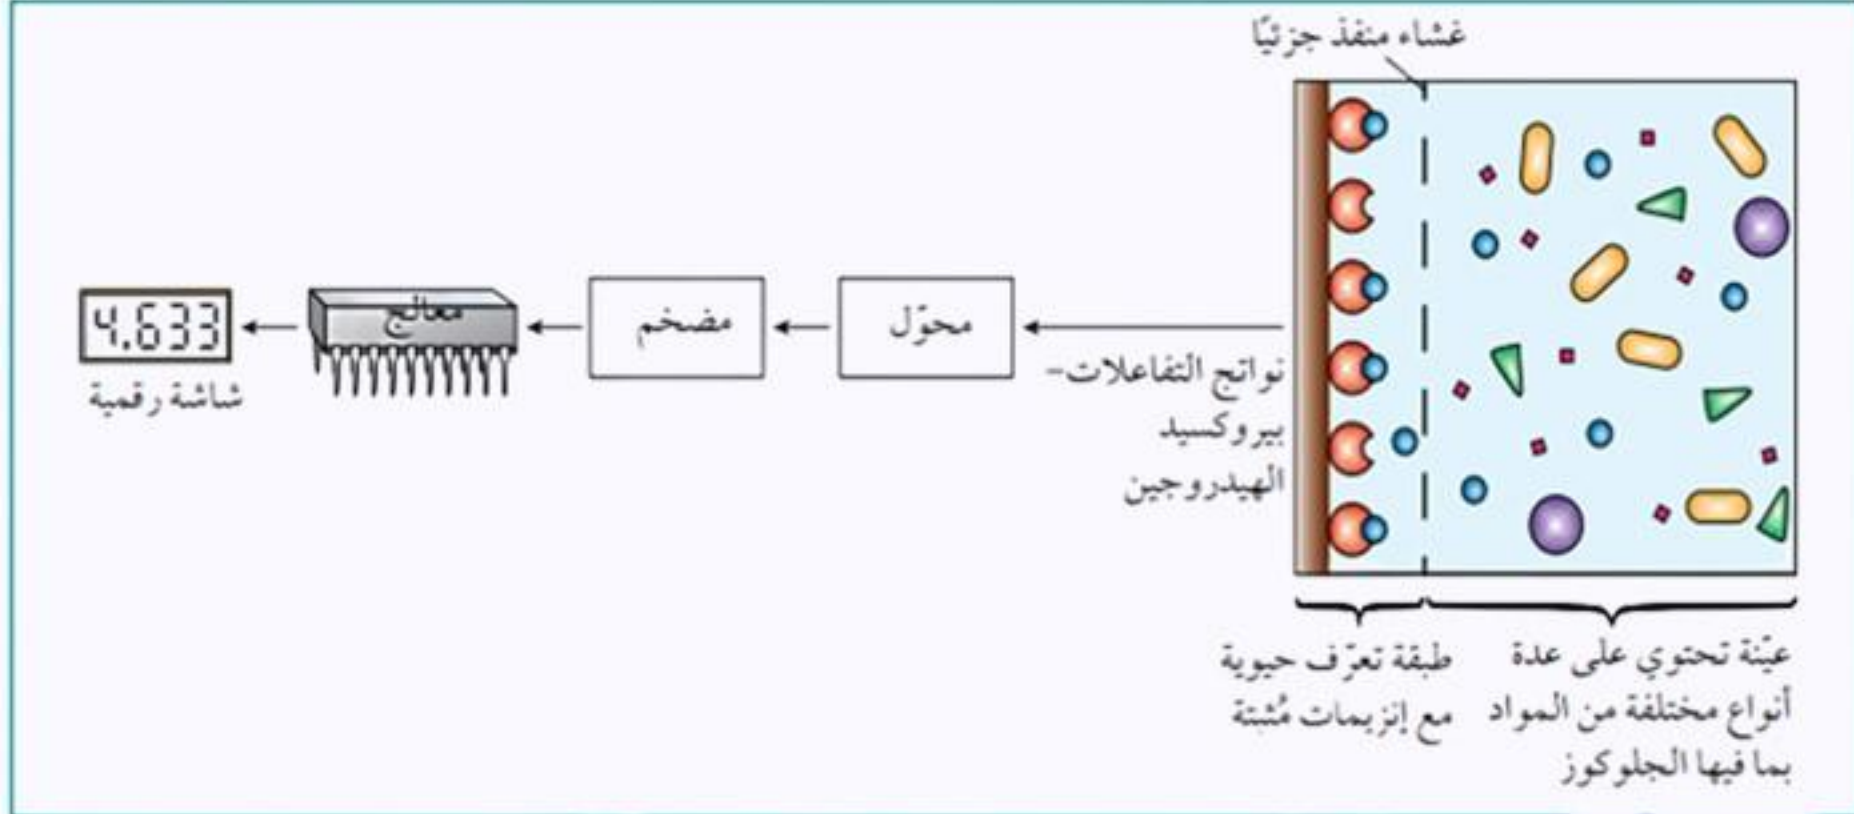 غشاء منفذ جزئيًا
محوّل
مضخم
معالج
4.633
شاشة رقمية
نواتج التفاعلات-
بيروكسيد
الهيدروجين
عيّنة تحتوي على عدة
أنواع مختلفة من المواد
بما فيها الجلوكوز
طبقة تعرّف حيوية
مع إنزيمات مُثبتة